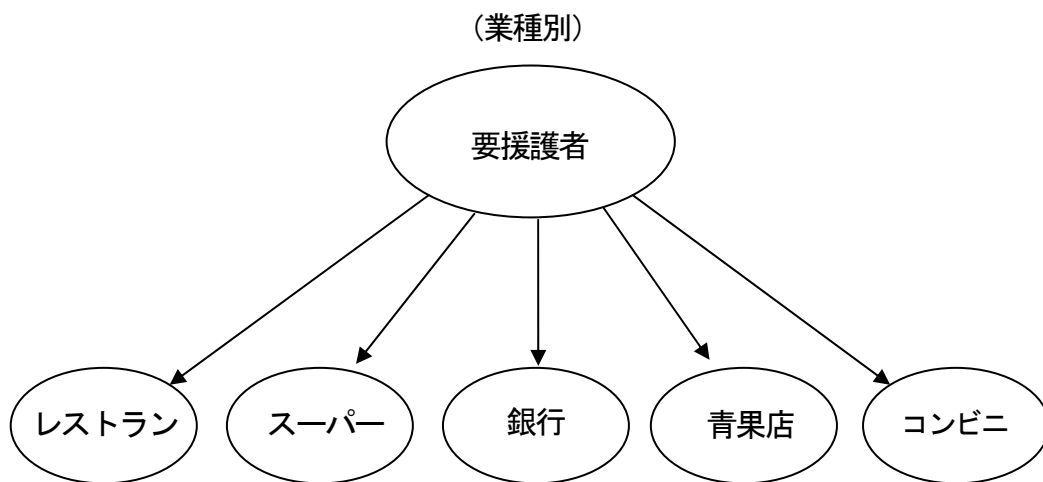 （業種別）
要援護者
レストラン
スーパー
銀行
青果店
コンビニ